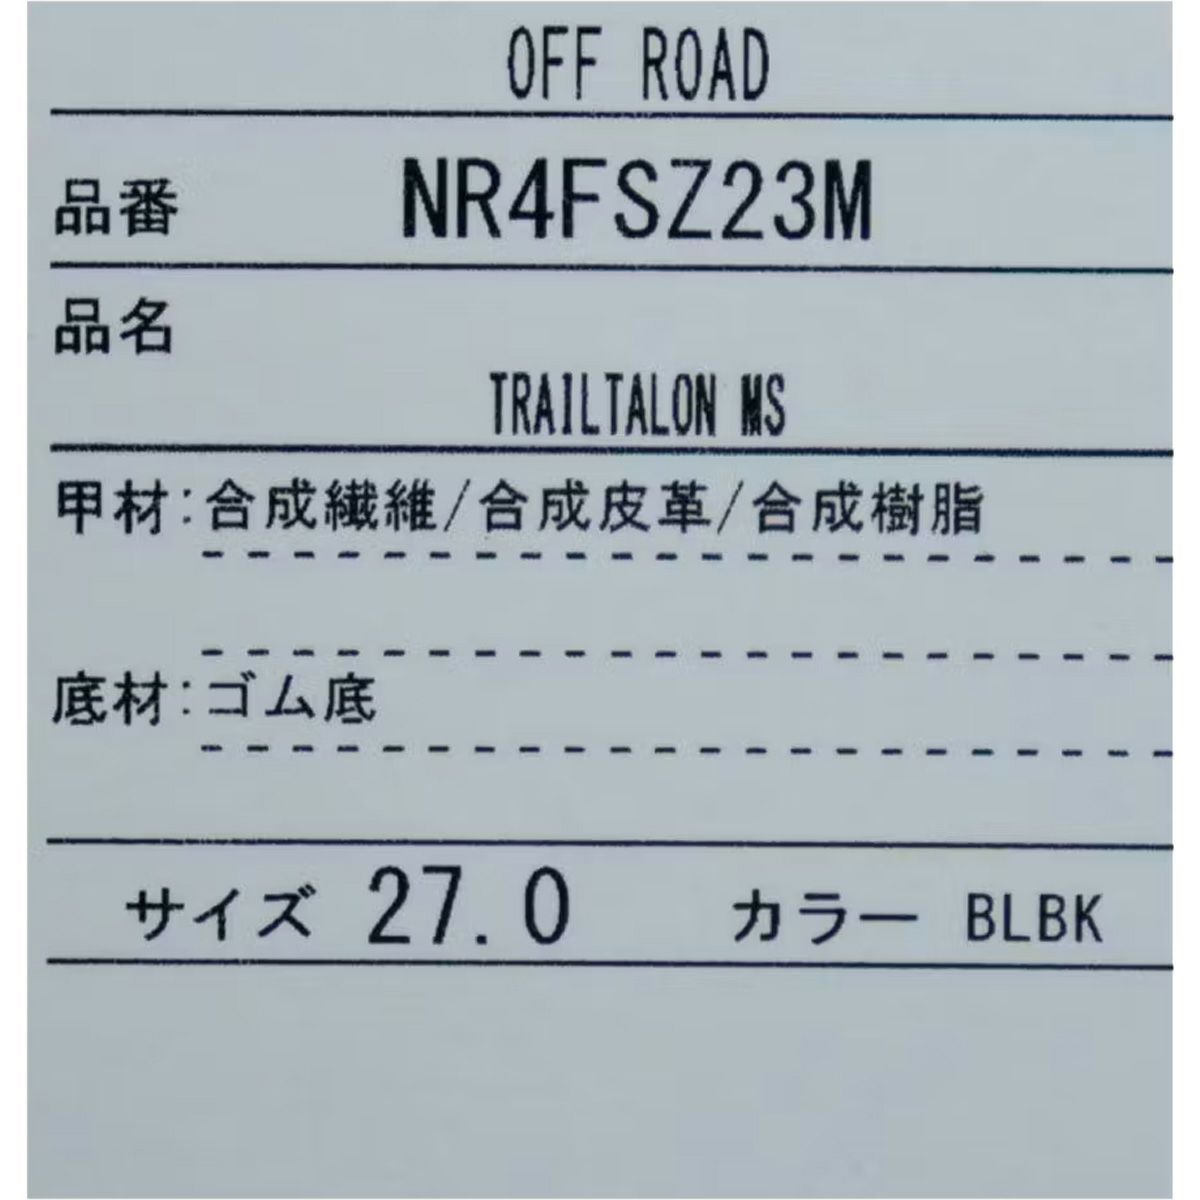 OFF ROAD
品番 NR4FSZ23M
品名
TRAILTALON MS
甲材:合成繊維/合成皮革/合成樹脂
底材:ゴム底
サイズ 27.0 カラー BLBK